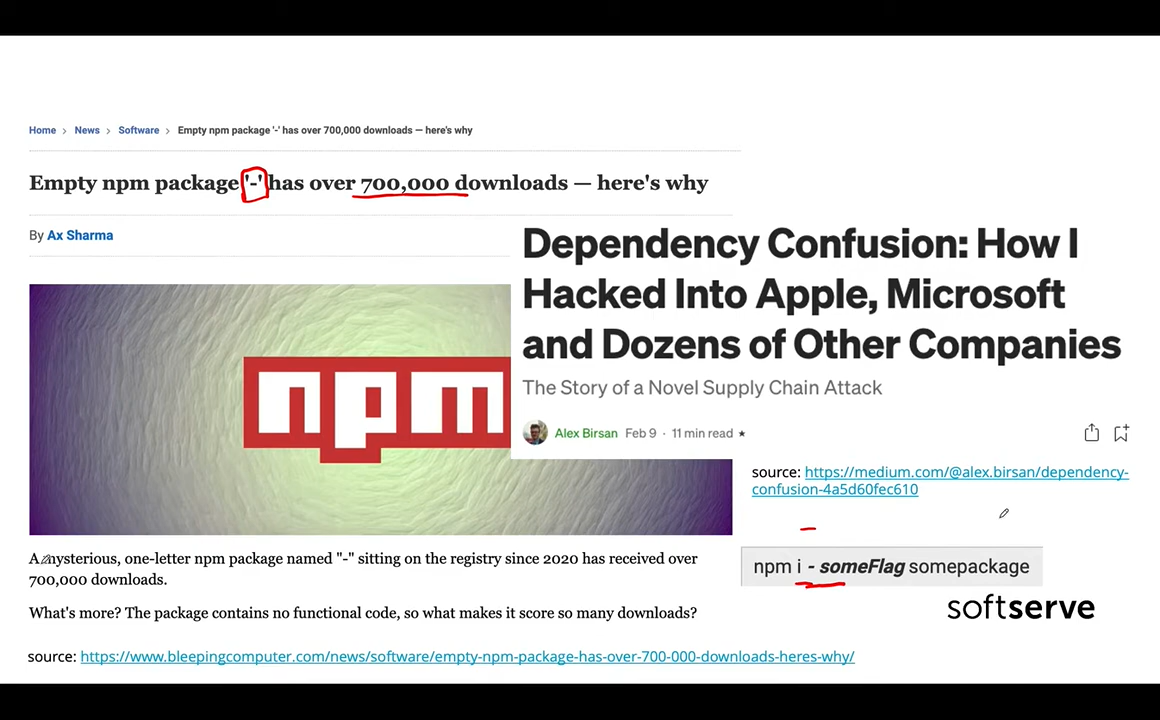 Home > News > Software > Empty npm package '-' has over 700,000 downloads — here's why
Empty npm package '-' has over 700,000 downloads — here's why
By Ax Sharma
npm
Dependency Confusion: How I
Hacked Into Apple, Microsoft
and Dozens of Other Companies
The Story of a Novel Supply Chain Attack
Alex Birsan Feb 9 · 11 min read ★
source: https://medium.com/@alex.birsan/dependency-
confusion-4a5d60fec610
A mysterious, one-letter npm package named "-" sitting on the registry since 2020 has received over
700,000 downloads.
npm i - someFlag somepackage
softserve
What's more? The package contains no functional code, so what makes it score so many downloads?
source: https://www.bleepingcomputer.com/news/software/empty-npm-package-has-over-700-000-downloads-heres-why/